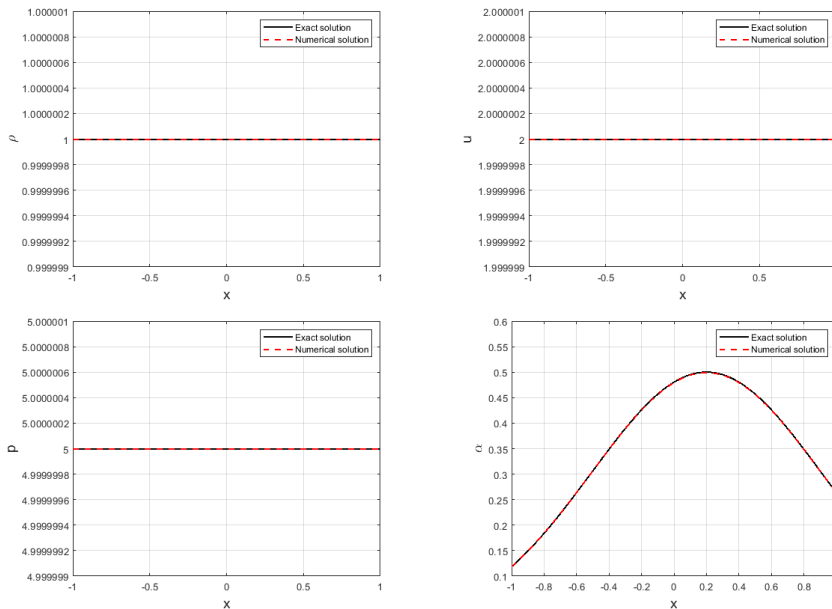 1.000001
1.0000008
1.0000006
1.0000004
1.0000002
1
0.9999998
0.9999996
0.9999994
0.9999992
0.999999
ρ
-1 -0.5 0 0.5 1
x
Exact solution
Numerical solution
2.000001
2.0000008
2.0000006
2.0000004
2.0000002
2
1.9999998
1.9999996
1.9999994
1.9999992
1.999999
u
-1 -0.5 0 0.5
x
Exact solution
Numerical solution
5.000001
5.0000008
5.0000006
5.0000004
5.0000002
5
4.9999998
4.9999996
4.9999994
4.9999992
4.999999
p
-1 -0.5 0 0.5 1
x
Exact solution
Numerical solution
0.6
0.55
0.5
0.45
0.4
0.35
0.3
0.25
0.2
0.15
0.1
α
-1 -0.8 -0.6 -0.4 -0.2 0 0.2 0.4 0.6 0.8
x
Exact solution
Numerical solution